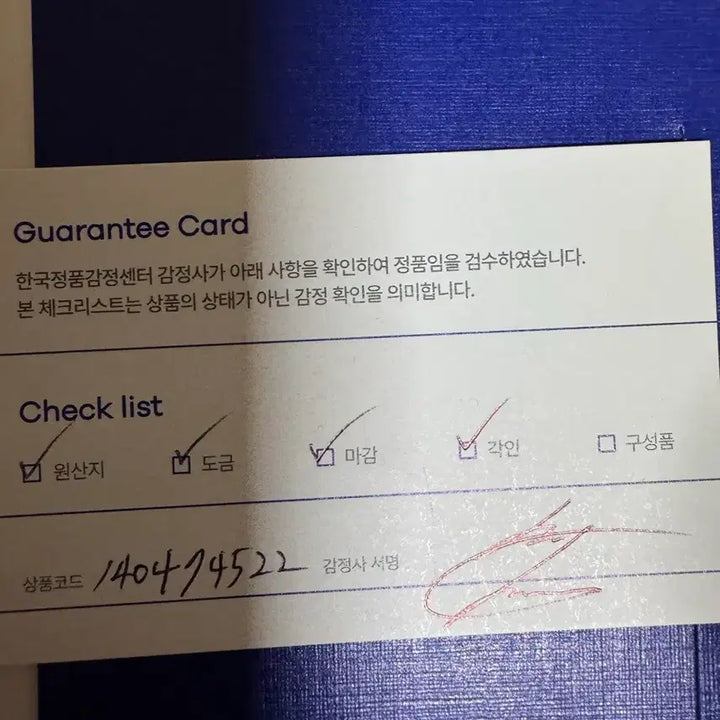 Guarantee Card
한국정품감정센터 감정사가 아래 사항을 확인하여 정품임을 검수하였습니다.
본 체크리스트는 상품의 상태가 아닌 감정 확인을 의미합니다.
Check list
원산지 도금 마감 각인 구성품
상품코드 140474522 감정사 서명